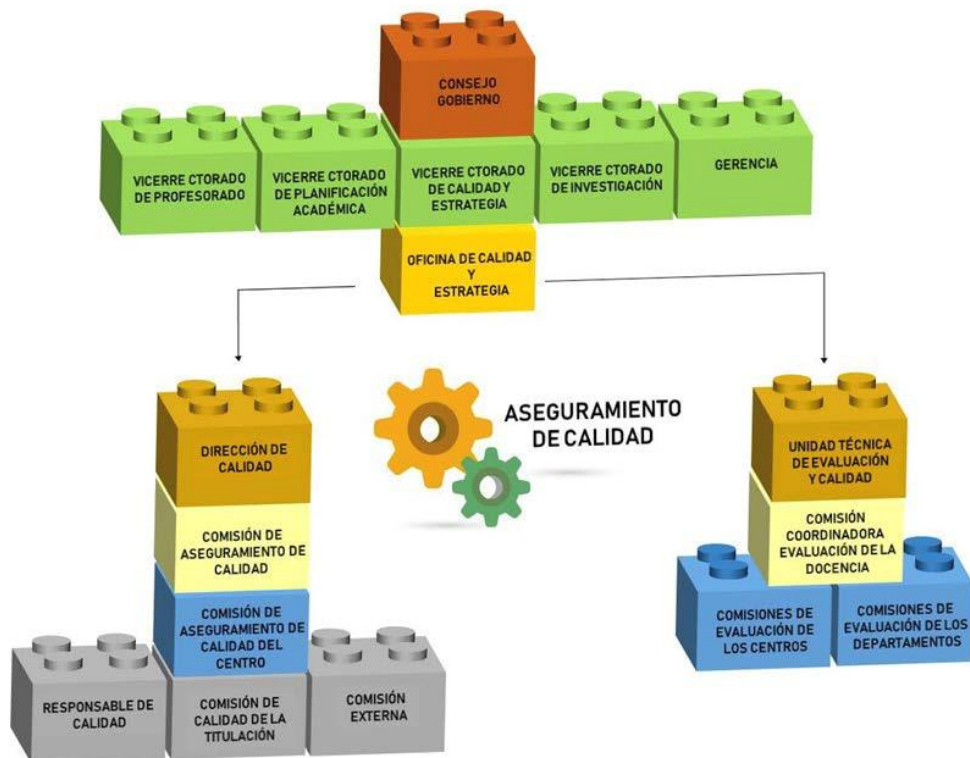 CONSEJO
GOBIERNO
VICERRE CTORADO
DE PROFESORADO
VICERRE CTORADO
DE PLANIFICACIÓN
ACADÉMICA
VICERRE CTORADO
DE CALIDAD Y
ESTRATEGIA
VICERRE CTORADO
DE INVESTIGACIÓN
GERENCIA
OFICINA DE CALIDAD
Y
ESTRATEGIA
ASEGURAMIENTO
DE CALIDAD
DIRECCIÓN DE
CALIDAD
COMISIÓN DE
ASEGURAMIENTO DE
CALIDAD
COMISIÓN DE
ASEGURAMIENTO DE
CALIDAD DEL
CENTRO
RESPONSABLE DE
CALIDAD
COMISIÓN DE
CALIDAD DE LA
TITULACIÓN
COMISIÓN
EXTERNA
UNIDAD TÉCNICA
DE EVALUACIÓN
Y CALIDAD
COMISIÓN
COORDINADORA
EVALUACIÓN DE LA
DOCENCIA
COMISIONES DE
EVALUACIÓN DE
LOS CENTROS
COMISIONES DE
EVALUACIÓN DE LOS
DEPARTAMENTOS